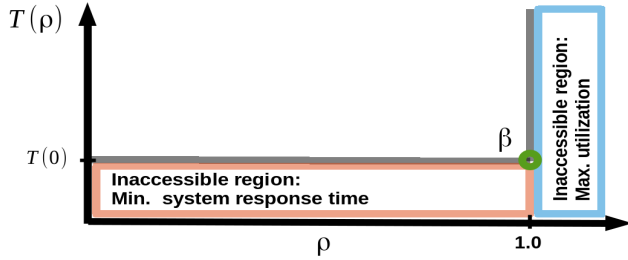 T(ρ)
Inaccessible region:
Max. utilization
β
T(0)
Inaccessible region:
Min. system response time
ρ
1.0